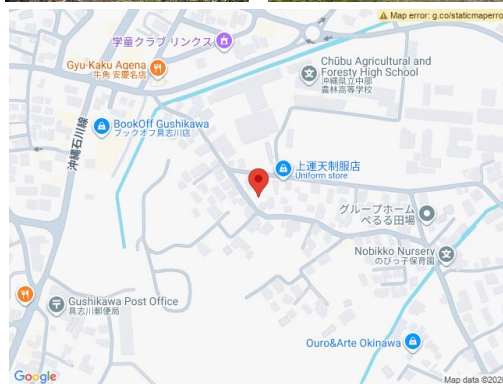 Map error: g.co/staticmaperro
学童クラブ リンクス
Gyu-Kaku Agena
牛角 安慶名店
Chūbu Agricultural and
Foresty High School
沖縄県立中部
農林高等学校
BookOff Gushikawa
ブックオフ具志川店
沖縄石川線
上運天制服店
Uniform store
グループホーム
べるる田場
Nobikko Nursery
のびっ子保育園
Gushikawa Post Office
具志川郵便局
Ouro&Arte Okinawa
Google
Map data ©202